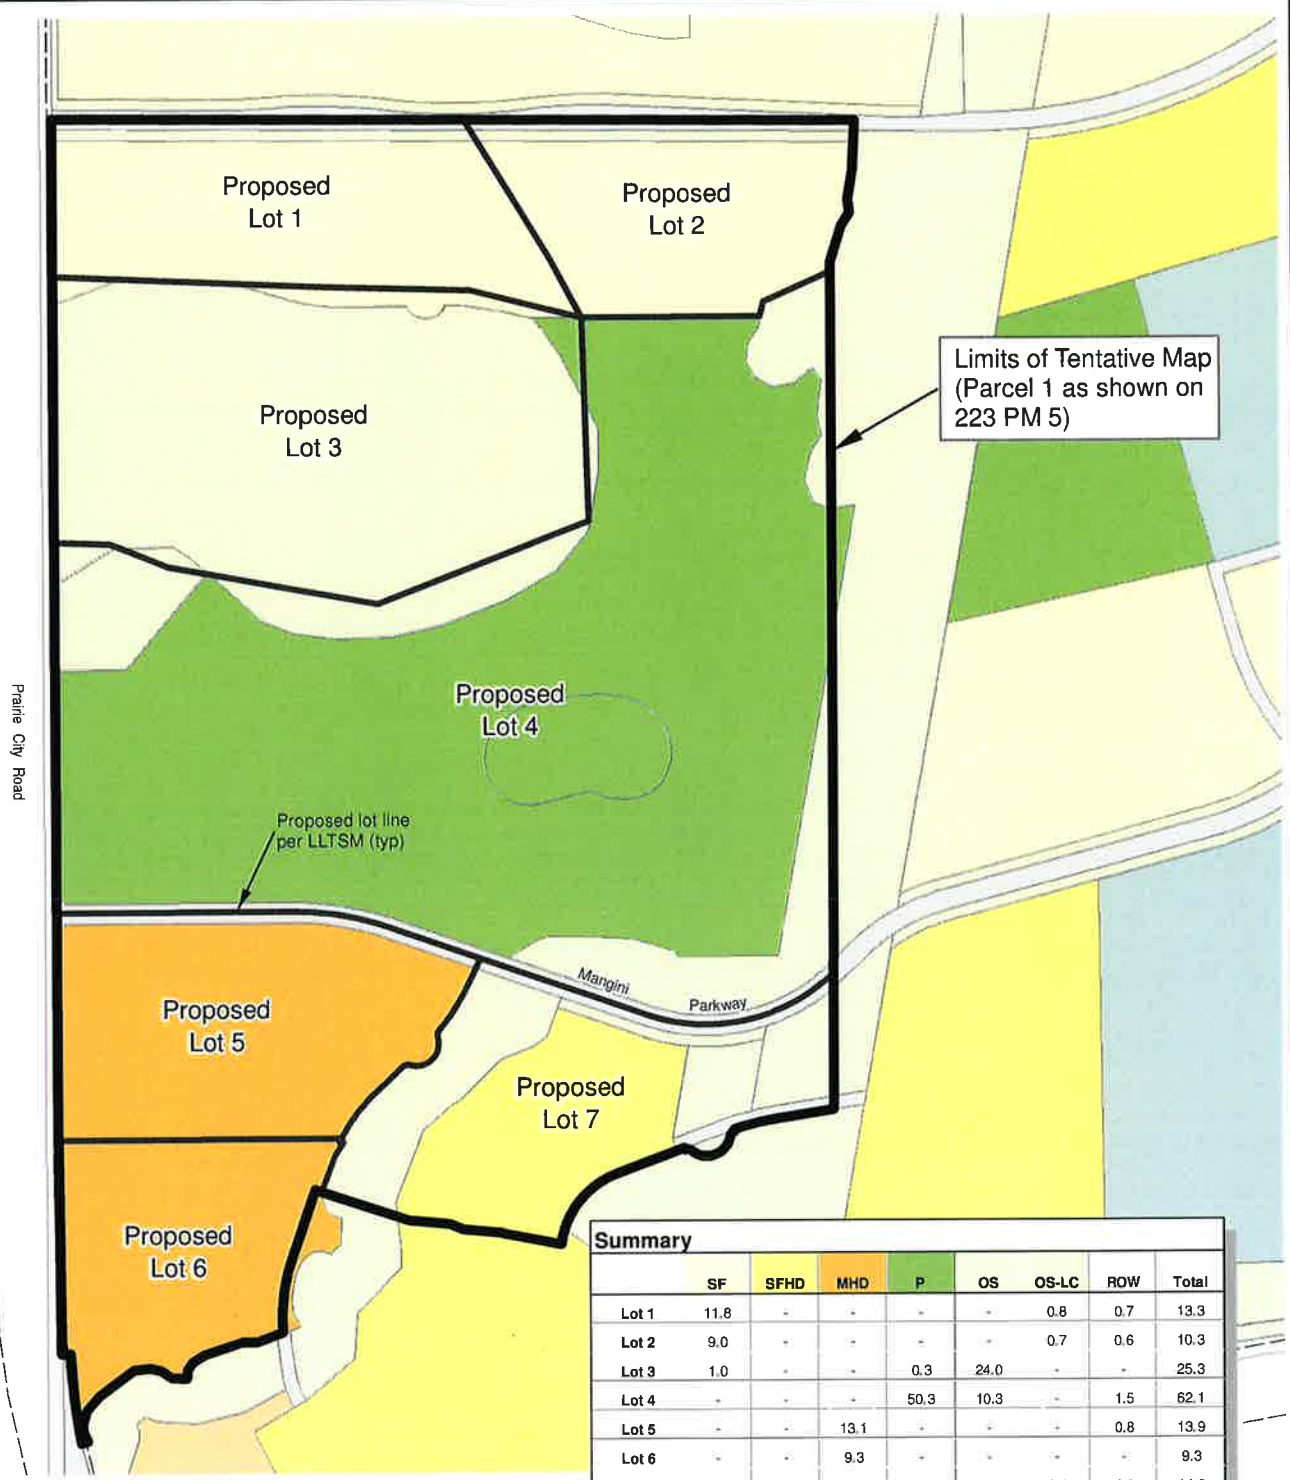 Proposed
Lot 1
Proposed
Lot 2
Limits of Tentative Map
(Parcel 1 as shown on
223 PM 5)
Proposed
Lot 3
Proposed
Lot 4
Prairie City Road
Proposed lot line
per LLTSM (typ)
Mangini Parkway
Proposed
Lot 5
Proposed
Lot 7
Proposed
Lot 6
Summary
SF SFHD MHD P OS OS-LC ROW Total
Lot 1 11.8 - - - - 0.8 0.7 13.3
Lot 2 9.0 - - - - 0.7 0.6 10.3
Lot 3 1.0 - - 0.3 24.0 - - 25.3
Lot 4 - - - 50.3 10.3 - 1.5 62.1
Lot 5 - - 13.1 - - - 0.8 13.9
Lot 6 - - 9.3 - - - - 9.3